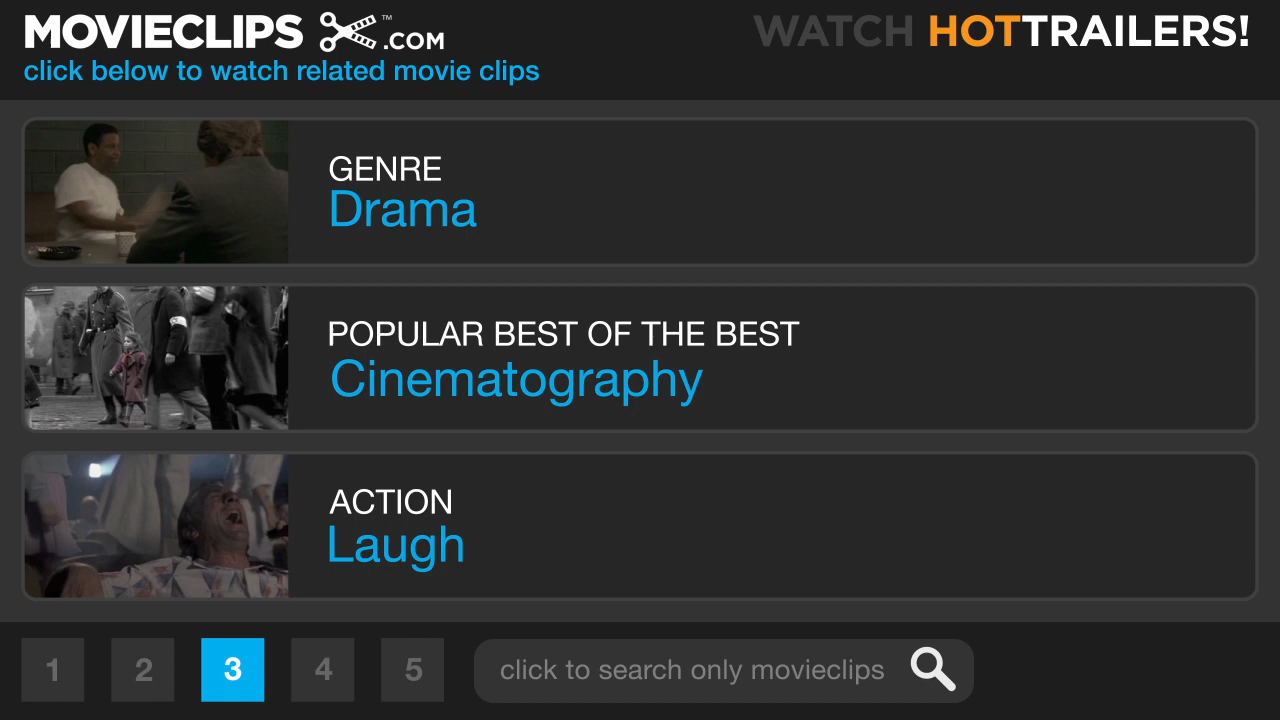 MOVIECLIPS ™ .COM
WATCH HOTTRAILERS!
click below to watch related movie clips
GENRE
Drama
POPULAR BEST OF THE BEST
Cinematography
ACTION
Laugh
1 2 3 4 5 click to search only movieclips